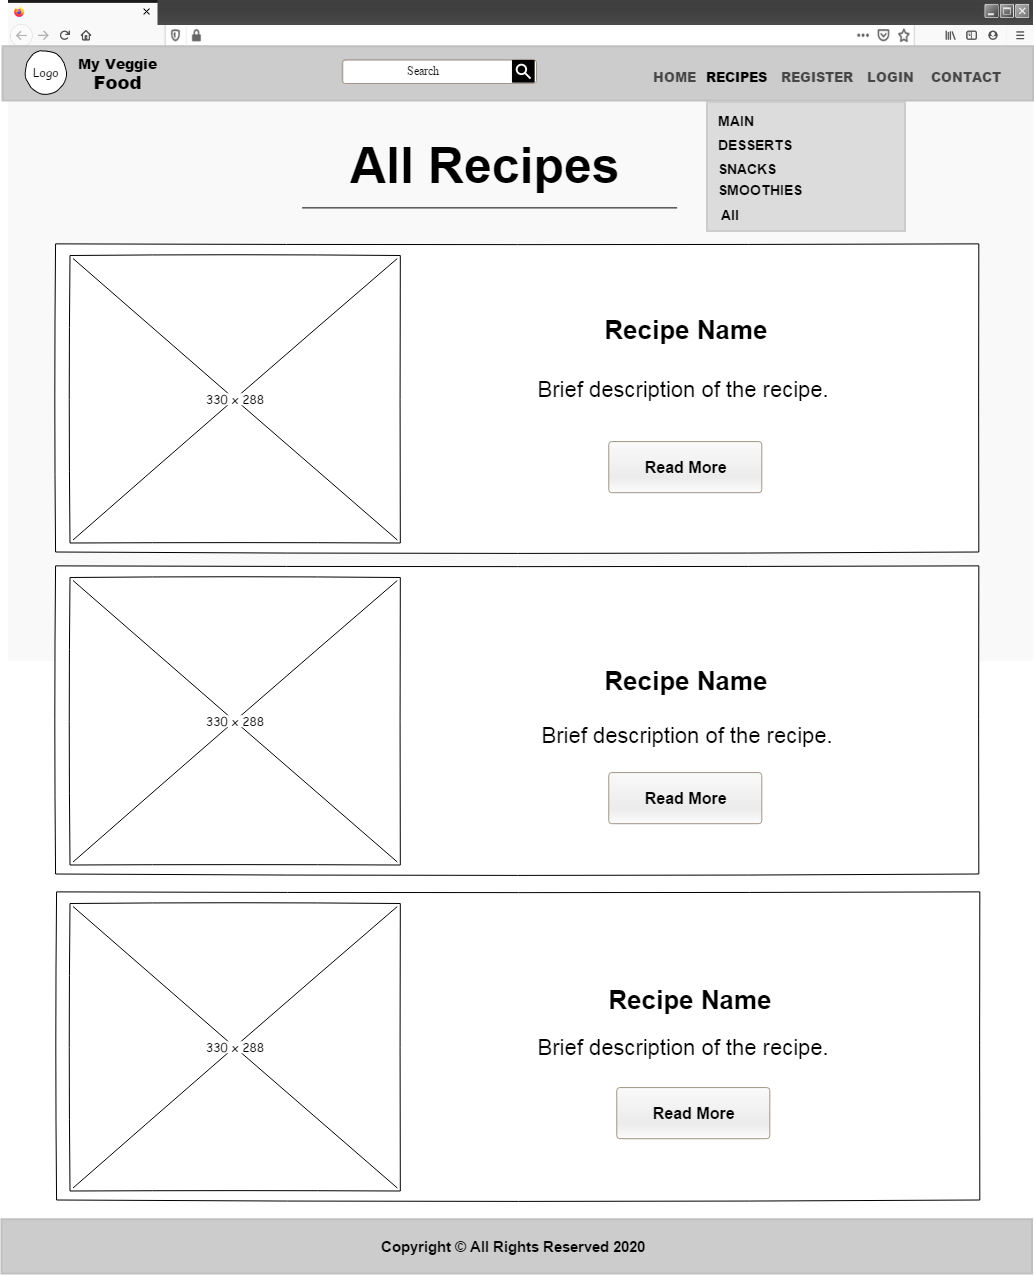 Logo
My Veggie
Food
Search
HOME RECIPES REGISTER LOGIN CONTACT
MAIN
DESSERTS
SNACKS
SMOOTHIES
All
All Recipes
330 × 288
Recipe Name
Brief description of the recipe.
Read More
330 × 288
Recipe Name
Brief description of the recipe.
Read More
330 × 288
Recipe Name
Brief description of the recipe.
Read More
Copyright © All Rights Reserved 2020